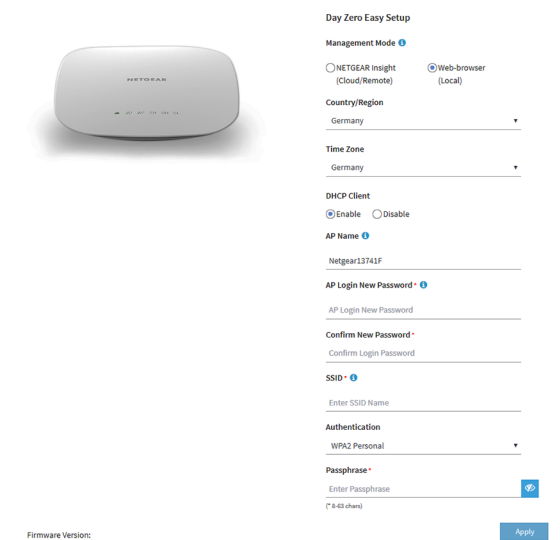 Day Zero Easy Setup
Management Mode
NETGEAR Insight
(Cloud/Remote)
Web-browser
(Local)
Country/Region
Germany
Time Zone
Germany
DHCP Client
Enable
Disable
AP Name
Netgear13741F
AP Login New Password*
AP Login New Password
Confirm New Password*
Confirm Login Password
SSID*
Enter SSID Name
Authentication
WPA2 Personal
Passphrase*
Enter Passphrase
(* 8-63 chars)
Apply
NETGEAR
Firmware Version: